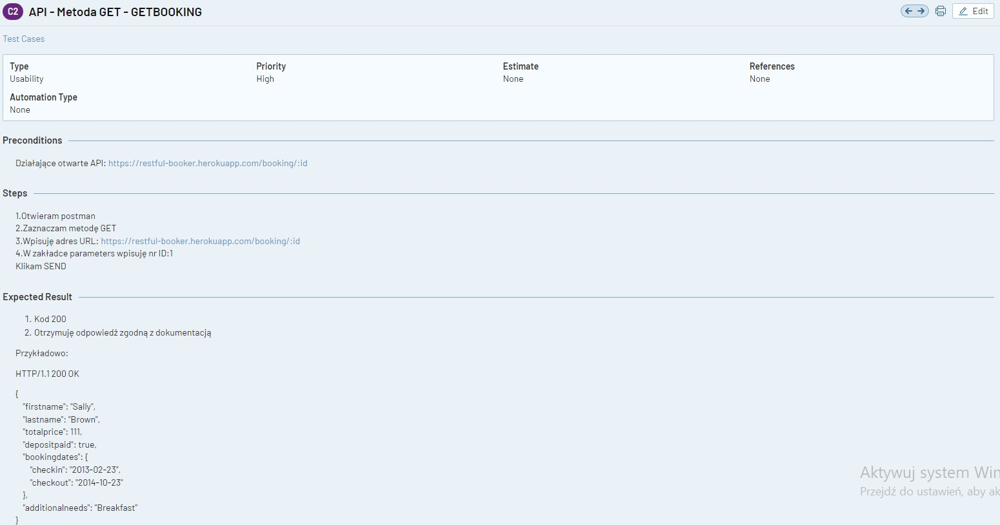 C2 API - Metoda GET - GETBOOKING
Edit
Test Cases
Type Priority Estimate References
Usability High None None
Automation Type
None
Preconditions
Działające otwarte API: https://restful-booker.herokuapp.com/booking/:id
Steps
1.Otwieram postman
2.Zaznaczam metodę GET
3.Wpisuję adres URL: https://restful-booker.herokuapp.com/booking/:id
4.W zakładce parameters wpisuję nr ID:1
Klikam SEND
Expected Result
1. Kod 200
2. Otrzymuję odpowiedź zgodną z dokumentacją
Przykładowo:
HTTP/1.1 200 OK
{
"firstname": "Sally",
"lastname": "Brown",
"totalprice": 111,
"depositpaid": true,
"bookingdates": {
"checkin": "2013-02-23",
"checkout": "2014-10-23"
},
"additionalneeds": "Breakfast"
}
Aktywuj system Win
Przejdź do ustawień, aby ak